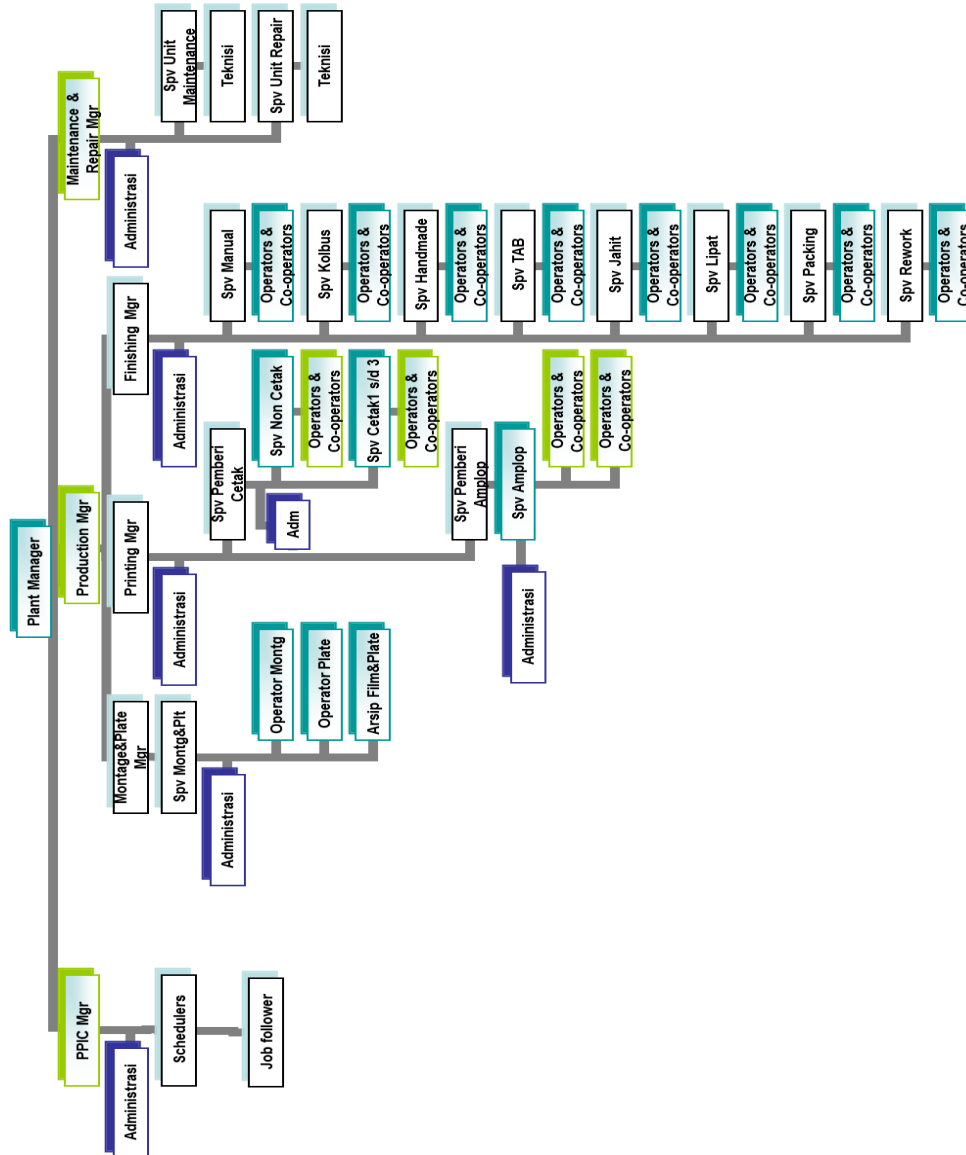 Plant Manager
PPIC Mgr
Administrasi
Schedulers
Job follower
Production Mgr
Montage&Plate
Mgr
Spv Montg&Plt
Administrasi
Operator Montg
Operator Plate
Arsip Film&Plate
Printing Mgr
Administrasi
Spv Pemberi
Cetak
Adm
Spv Non Cetak
Operators &
Co-operators
Spv Cetak1 s/d 3
Operators &
Co-operators
Spv Pemberi
Amplop
Spv Amplop
Administrasi
Operators &
Co-operators
Operators &
Co-operators
Finishing Mgr
Administrasi
Spv Manual
Operators &
Co-operators
Spv Kolbus
Operators &
Co-operators
Spv Handmade
Operators &
Co-operators
Spv TAB
Operators &
Co-operators
Spv Jahit
Operators &
Co-operators
Spv Lipat
Operators &
Co-operators
Spv Packing
Operators &
Co-operators
Spv Rework
Operators &
Co-operators
Maintenance &
Repair Mgr
Administrasi
Spv Unit
Maintenance
Teknisi
Spv Unit Repair
Teknisi